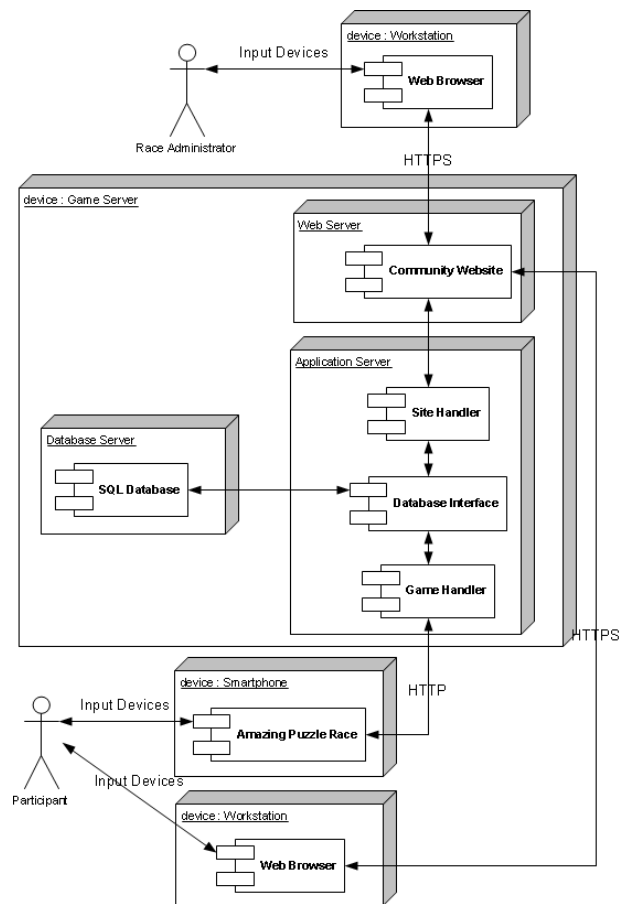 device : Workstation
Input Devices
Web Browser
Race Administrator
HTTPS
device : Game Server
Web Server
Community Website
Application Server
Site Handler
Database Server
SQL Database
Database Interface
Game Handler
HTTPS
device : Smartphone
HTTP
Input Devices
Amazing Puzzle Race
Input Devices
Participant
device : Workstation
Web Browser